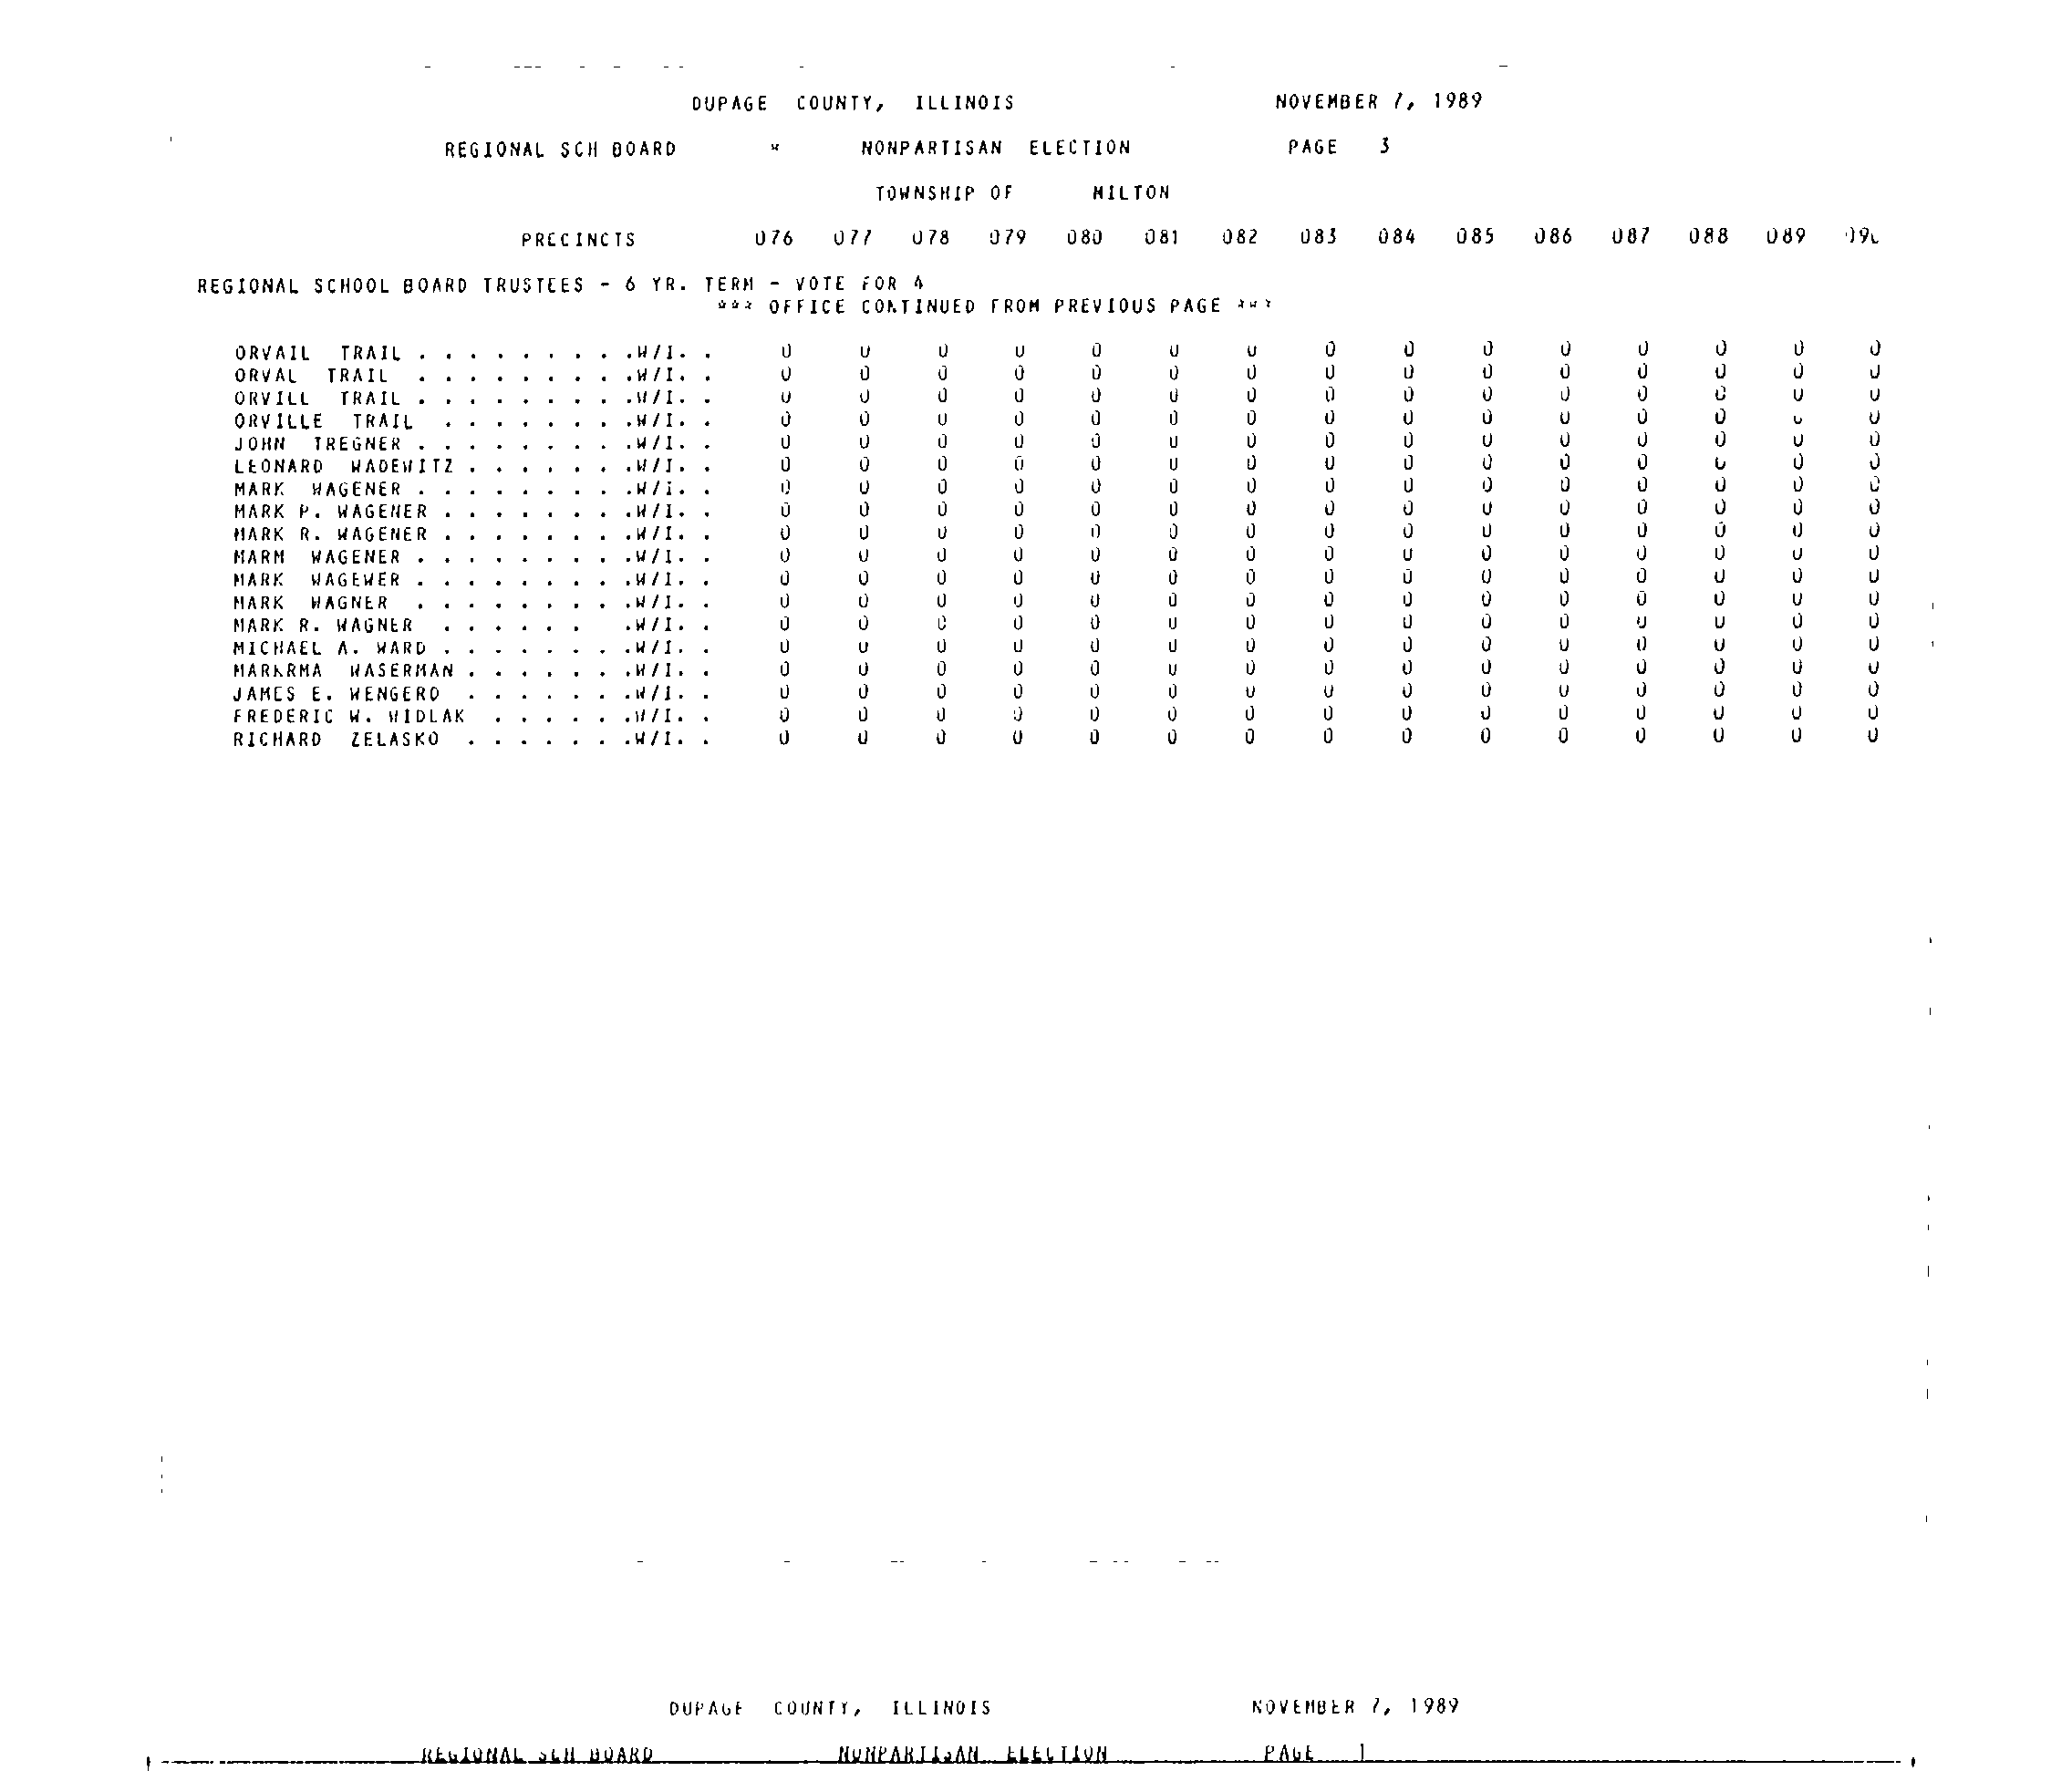 DUPAGE COUNTY, ILLINOIS NOVEMBER 7, 1989
REGIONAL SCH BOARD * NONPARTISAN ELECTION PAGE 3
TOWNSHIP OF MILTON
PRECINCTS 076 077 078 079 080 081 082 083 084 085 086 087 088 089 090
REGIONAL SCHOOL BOARD TRUSTEES - 6 YR. TERM - VOTE FOR 4
*** OFFICE CONTINUED FROM PREVIOUS PAGE ***
ORVAIL TRAIL . . . . . . . . .W/I. . 0 0 0 0 0 0 0 0 0 0 0 0 0 0 0
ORVAL TRAIL . . . . . . . . .W/I. . 0 0 0 0 0 0 0 0 0 0 0 0 0 0 0
ORVILL TRAIL . . . . . . . . .W/I. . 0 0 0 0 0 0 0 0 0 0 0 0 0 0 0
ORVILLE TRAIL . . . . . . . .W/I. . 0 0 0 0 0 0 0 0 0 0 0 0 0 0 0
JOHN TREGNER . . . . . . . . .W/I. . 0 0 0 0 0 0 0 0 0 0 0 0 0 0 0
LEONARD WADEWITZ . . . . . . .W/I. . 0 0 0 0 0 0 0 0 0 0 0 0 0 0 0
MARK WAGENER . . . . . . . . .W/I. . 0 0 0 0 0 0 0 0 0 0 0 0 0 0 0
MARK P. WAGENER . . . . . . . .W/I. . 0 0 0 0 0 0 0 0 0 0 0 0 0 0 0
MARK R. WAGENER . . . . . . . .W/I. . 0 0 0 0 0 0 0 0 0 0 0 0 0 0 0
MARM WAGENER . . . . . . . . .W/I. . 0 0 0 0 0 0 0 0 0 0 0 0 0 0 0
MARK WAGEWER . . . . . . . . .W/I. . 0 0 0 0 0 0 0 0 0 0 0 0 0 0 0
MARK WAGNER . . . . . . . . .W/I. . 0 0 0 0 0 0 0 0 0 0 0 0 0 0 0
MARK R. WAGNER . . . . . . .W/I. . 0 0 0 0 0 0 0 0 0 0 0 0 0 0 0
MICHAEL A. WARD . . . . . . . .W/I. . 0 0 0 0 0 0 0 0 0 0 0 0 0 0 0
MARKRMA WASERMAN . . . . . . .W/I. . 0 0 0 0 0 0 0 0 0 0 0 0 0 0 0
JAMES E. WENGERD . . . . . . .W/I. . 0 0 0 0 0 0 0 0 0 0 0 0 0 0 0
FREDERIC W. WIDLAK . . . . . .W/I. . 0 0 0 0 0 0 0 0 0 0 0 0 0 0 0
RICHARD ZELASKO . . . . . . .W/I. . 0 0 0 0 0 0 0 0 0 0 0 0 0 0 0
DUPAGE COUNTY, ILLINOIS NOVEMBER 7, 1989
REGIONAL SCH BOARD NONPARTISAN ELECTION PAGE 1